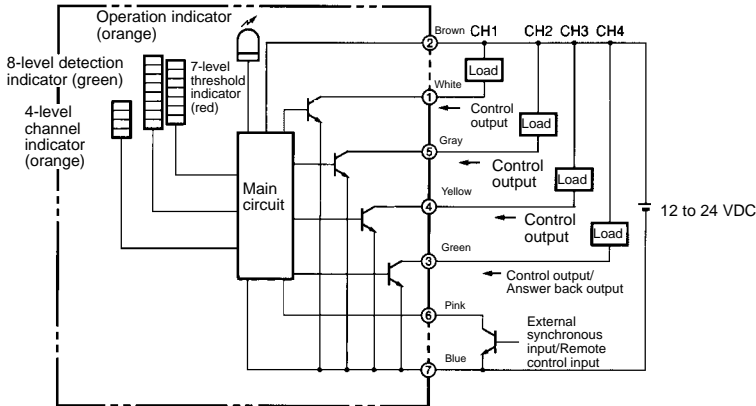 Operation indicator
(orange)
8-level detection
indicator (green)
7-level
threshold
indicator
(red)
4-level
channel
indicator
(orange)
Main
circuit
Brown
CH1
CH2
CH3
CH4
2
Load
White
1
Control
output
Load
Gray
5
Control
output
Load
Yellow
4
Control
output
12 to 24 VDC
Load
Green
3
Control output/
Answer back output
Pink
6
External
synchronous
input/Remote
control input
Blue
7